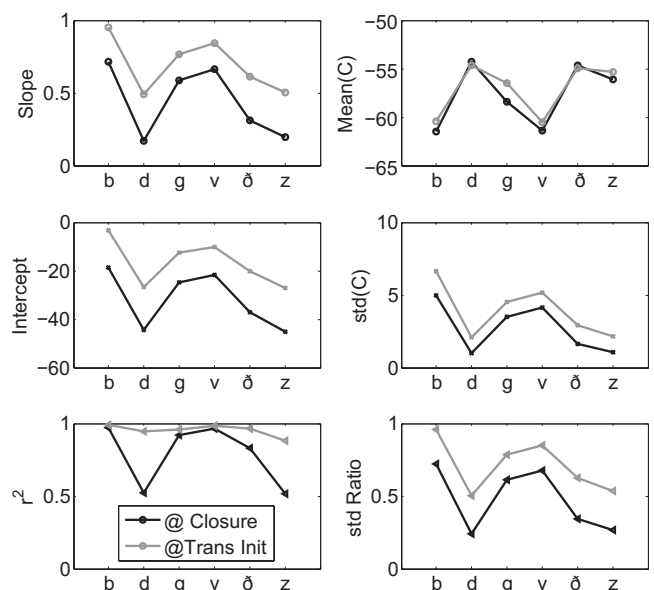 1
0.5
0
Slope
b d g v ð z
−50
−55
−60
−65
Mean(C)
b d g v ð z
0
−20
−40
−60
Intercept
b d g v ð z
10
5
0
std(C)
b d g v ð z
1
0.5
0
r²
@ Closure
@Trans Init
b d g v ð z
1
0.5
0
std Ratio
b d g v ð z